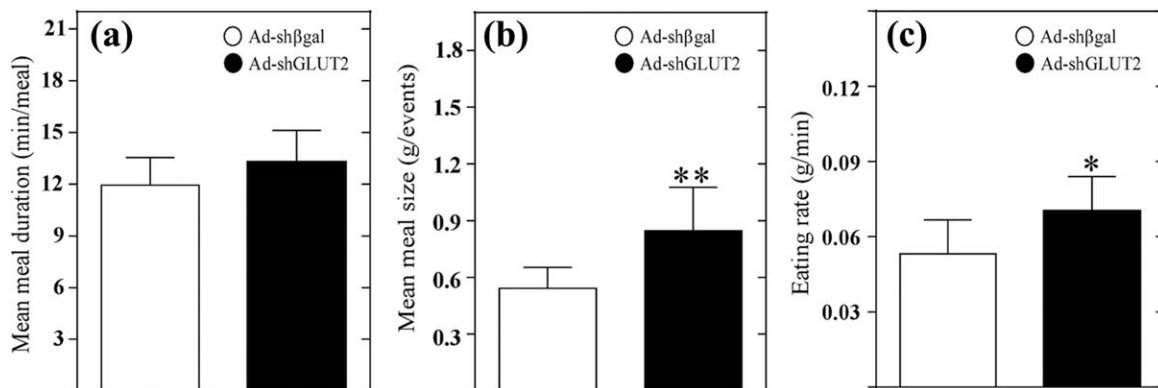 (a)
Ad-shβgal
Ad-shGLUT2
Mean meal duration (min/meal)
21
18
15
12
9
6
3
(b)
Ad-shβgal
Ad-shGLUT2
Mean meal size (g/events)
1.8
1.5
1.2
0.9
0.6
0.3
**
(c)
Ad-shβgal
Ad-shGLUT2
Eating rate (g/min)
0.12
0.09
0.06
0.03
*